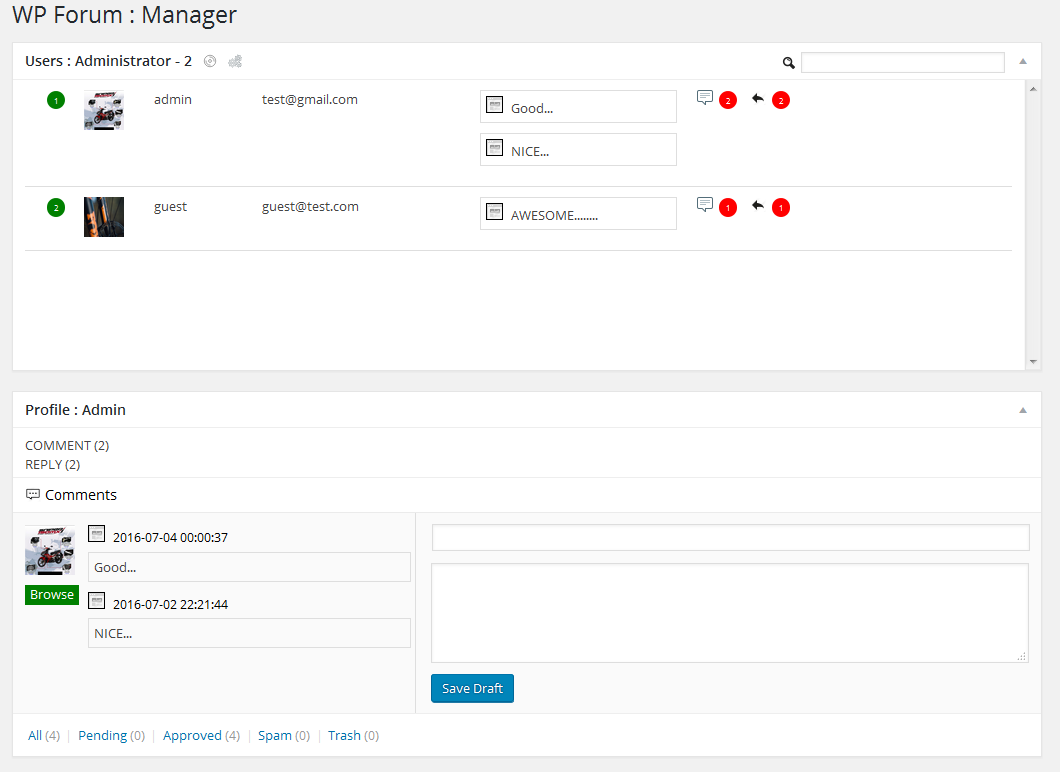 WP Forum : Manager
Users : Administrator - 2
1 admin test@gmail.com Good... 2 2
NICE...
2 guest guest@test.com AWESOME........ 1 1
Profile : Admin
COMMENT (2)
REPLY (2)
Comments
2016-07-04 00:00:37
Good...
Browse
2016-07-02 22:21:44
NICE...
Save Draft
All (4) | Pending (0) | Approved (4) | Spam (0) | Trash (0)